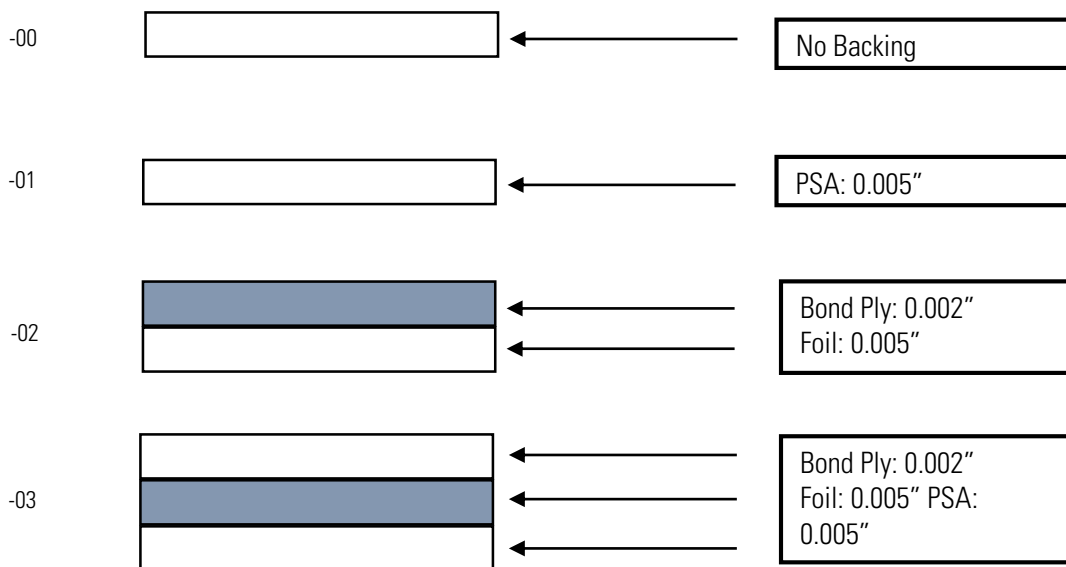 -00
No Backing
-01
PSA: 0.005”
-02
Bond Ply: 0.002”
Foil: 0.005”
-03
Bond Ply: 0.002”
Foil: 0.005” PSA:
0.005”